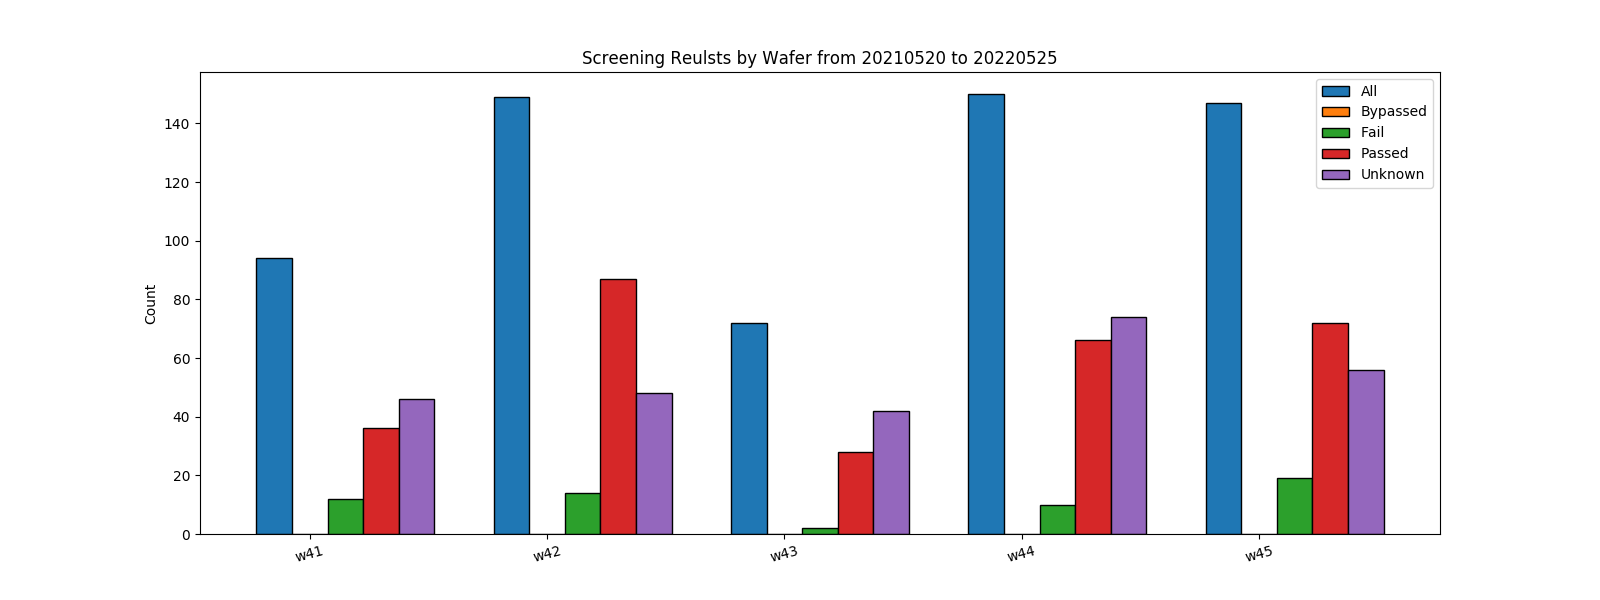 Screening Reulsts by Wafer from 20210520 to 20220525
All
Bypassed
Fail
Passed
Unknown
Count
140
120
100
80
60
40
20
0
w41
w42
w43
w44
w45